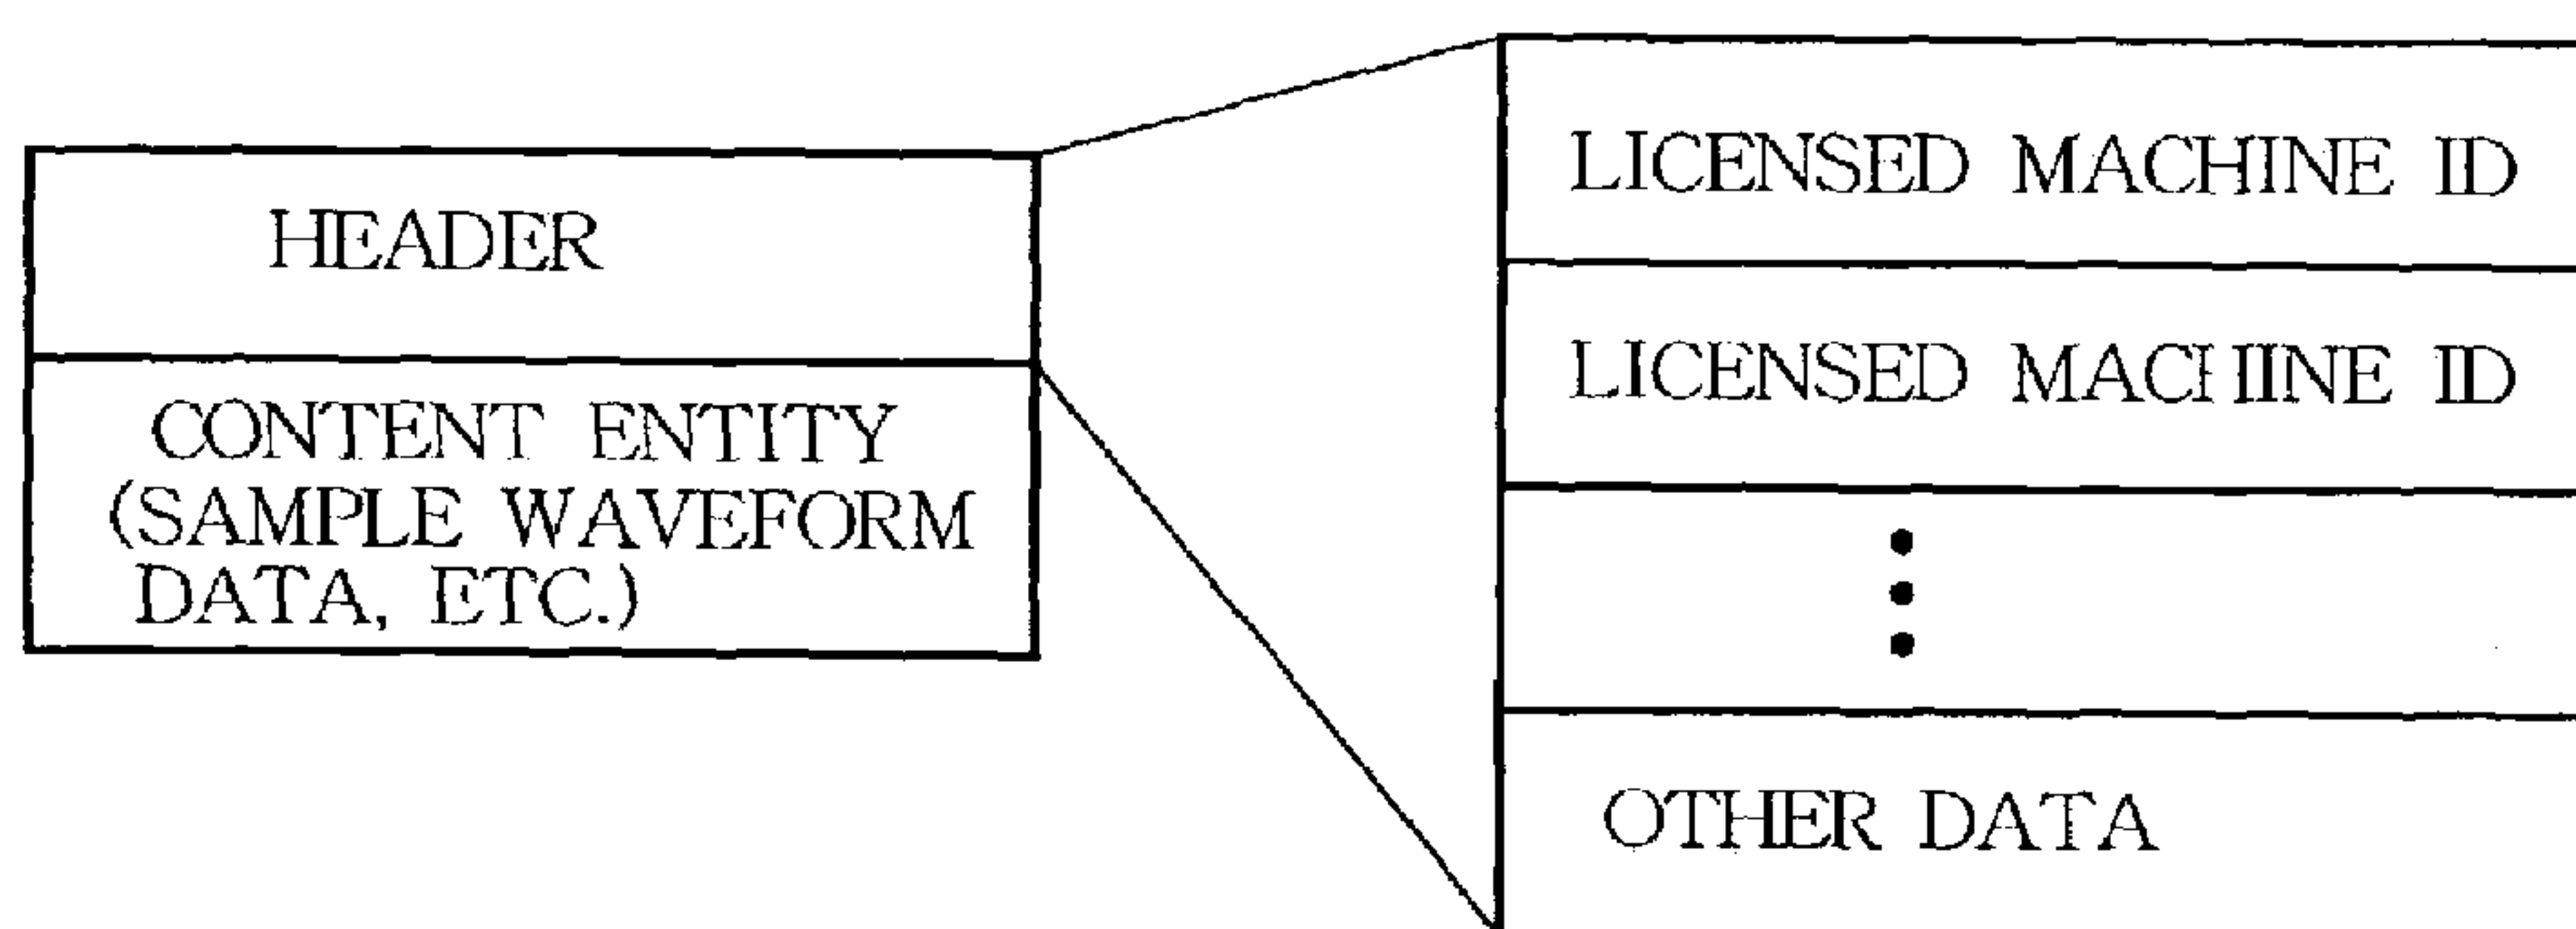 HEADER
CONTENT ENTITY
(SAMPLE WAVEFORM
DATA, ETC.)
LICENSED MACHINE ID
LICENSED MACHINE ID
OTHER DATA